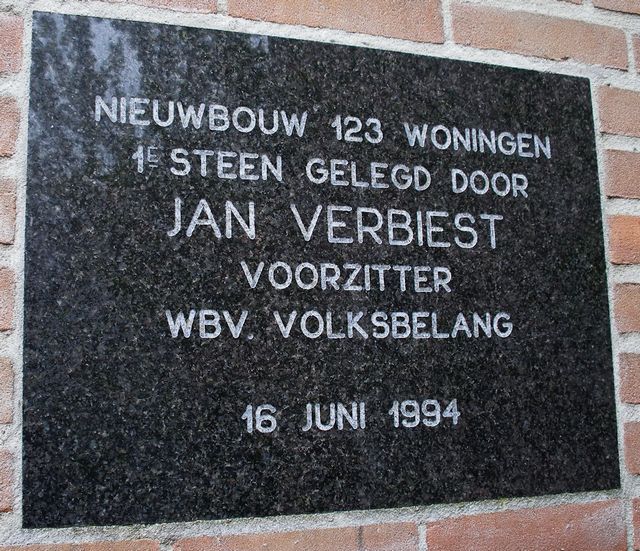 NIEUWBOUW 123 WONINGEN
1E STEEN GELEGD DOOR
JAN VERBIEST
VOORZITTER
WBV. VOLKSBELANG
16 JUNI 1994